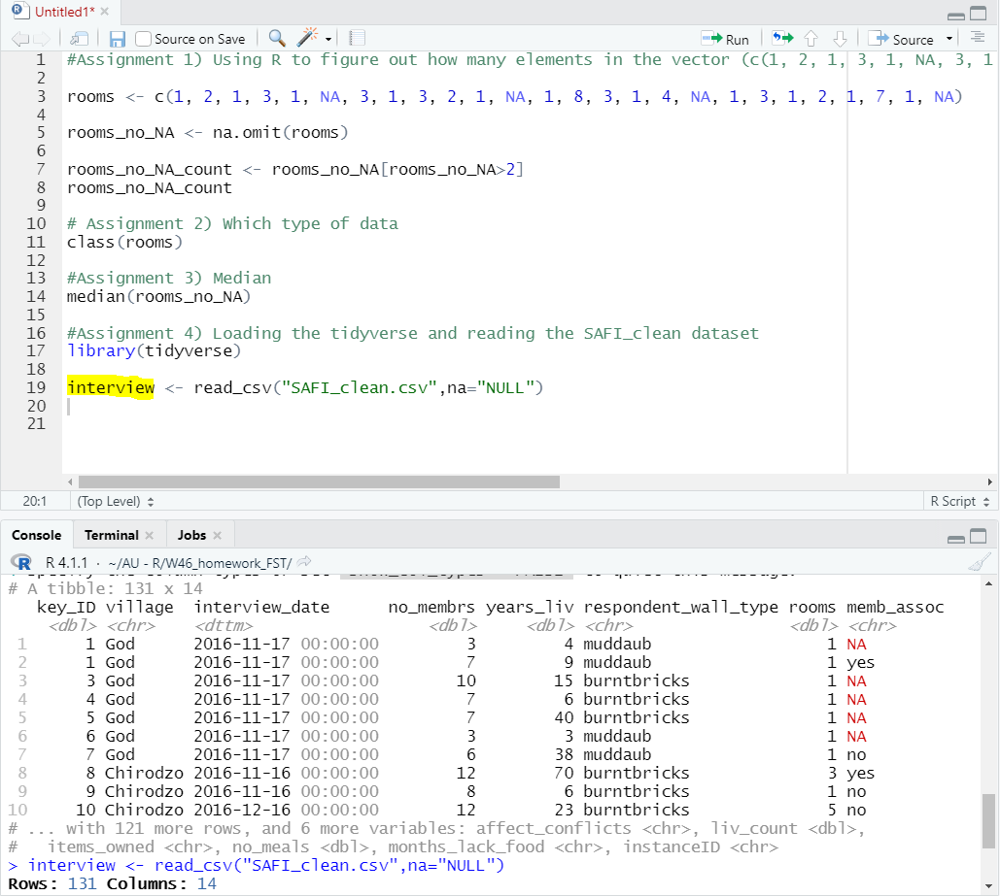 Untitled1*
Source on Save
Run
Source
1 #Assignment 1) Using R to figure out how many elements in the vector (c(1, 2, 1, 3, 1, NA, 3, 1
2
3 rooms <- c(1, 2, 1, 3, 1, NA, 3, 1, 3, 2, 1, NA, 1, 8, 3, 1, 4, NA, 1, 3, 1, 2, 1, 7, 1, NA)
4
5 rooms_no_NA <- na.omit(rooms)
6
7 rooms_no_NA_count <- rooms_no_NA[rooms_no_NA>2]
8 rooms_no_NA_count
9
10 # Assignment 2) Which type of data
11 class(rooms)
12
13 #Assignment 3) Median
14 median(rooms_no_NA)
15
16 #Assignment 4) Loading the tidyverse and reading the SAFI_clean dataset
17 library(tidyverse)
18
19 interview <- read_csv("SAFI_clean.csv",na="NULL")
20
21
20:1 (Top Level) R Script
Console Terminal Jobs
R 4.1.1 · ~/AU - R/W46_homework_FST/
# A tibble: 131 x 14
key_ID village interview_date no_membrs years_liv respondent_wall_type rooms memb_assoc
<dbl> <chr> <dttm> <dbl> <dbl> <chr> <dbl> <chr>
1 1 God 2016-11-17 00:00:00 3 4 muddaub 1 NA
2 1 God 2016-11-17 00:00:00 7 9 muddaub 1 yes
3 3 God 2016-11-17 00:00:00 10 15 burntbricks 1 NA
4 4 God 2016-11-17 00:00:00 7 6 burntbricks 1 NA
5 5 God 2016-11-17 00:00:00 7 40 burntbricks 1 NA
6 6 God 2016-11-17 00:00:00 3 3 muddaub 1 NA
7 7 God 2016-11-17 00:00:00 6 38 muddaub 1 no
8 8 Chirodzo 2016-11-16 00:00:00 12 70 burntbricks 3 yes
9 9 Chirodzo 2016-11-16 00:00:00 8 6 burntbricks 1 no
10 10 Chirodzo 2016-12-16 00:00:00 12 23 burntbricks 5 no
# ... with 121 more rows, and 6 more variables: affect_conflicts <chr>, liv_count <dbl>,
# items_owned <chr>, no_meals <dbl>, months_lack_food <chr>, instanceID <chr>
> interview <- read_csv("SAFI_clean.csv",na="NULL")
Rows: 131 Columns: 14